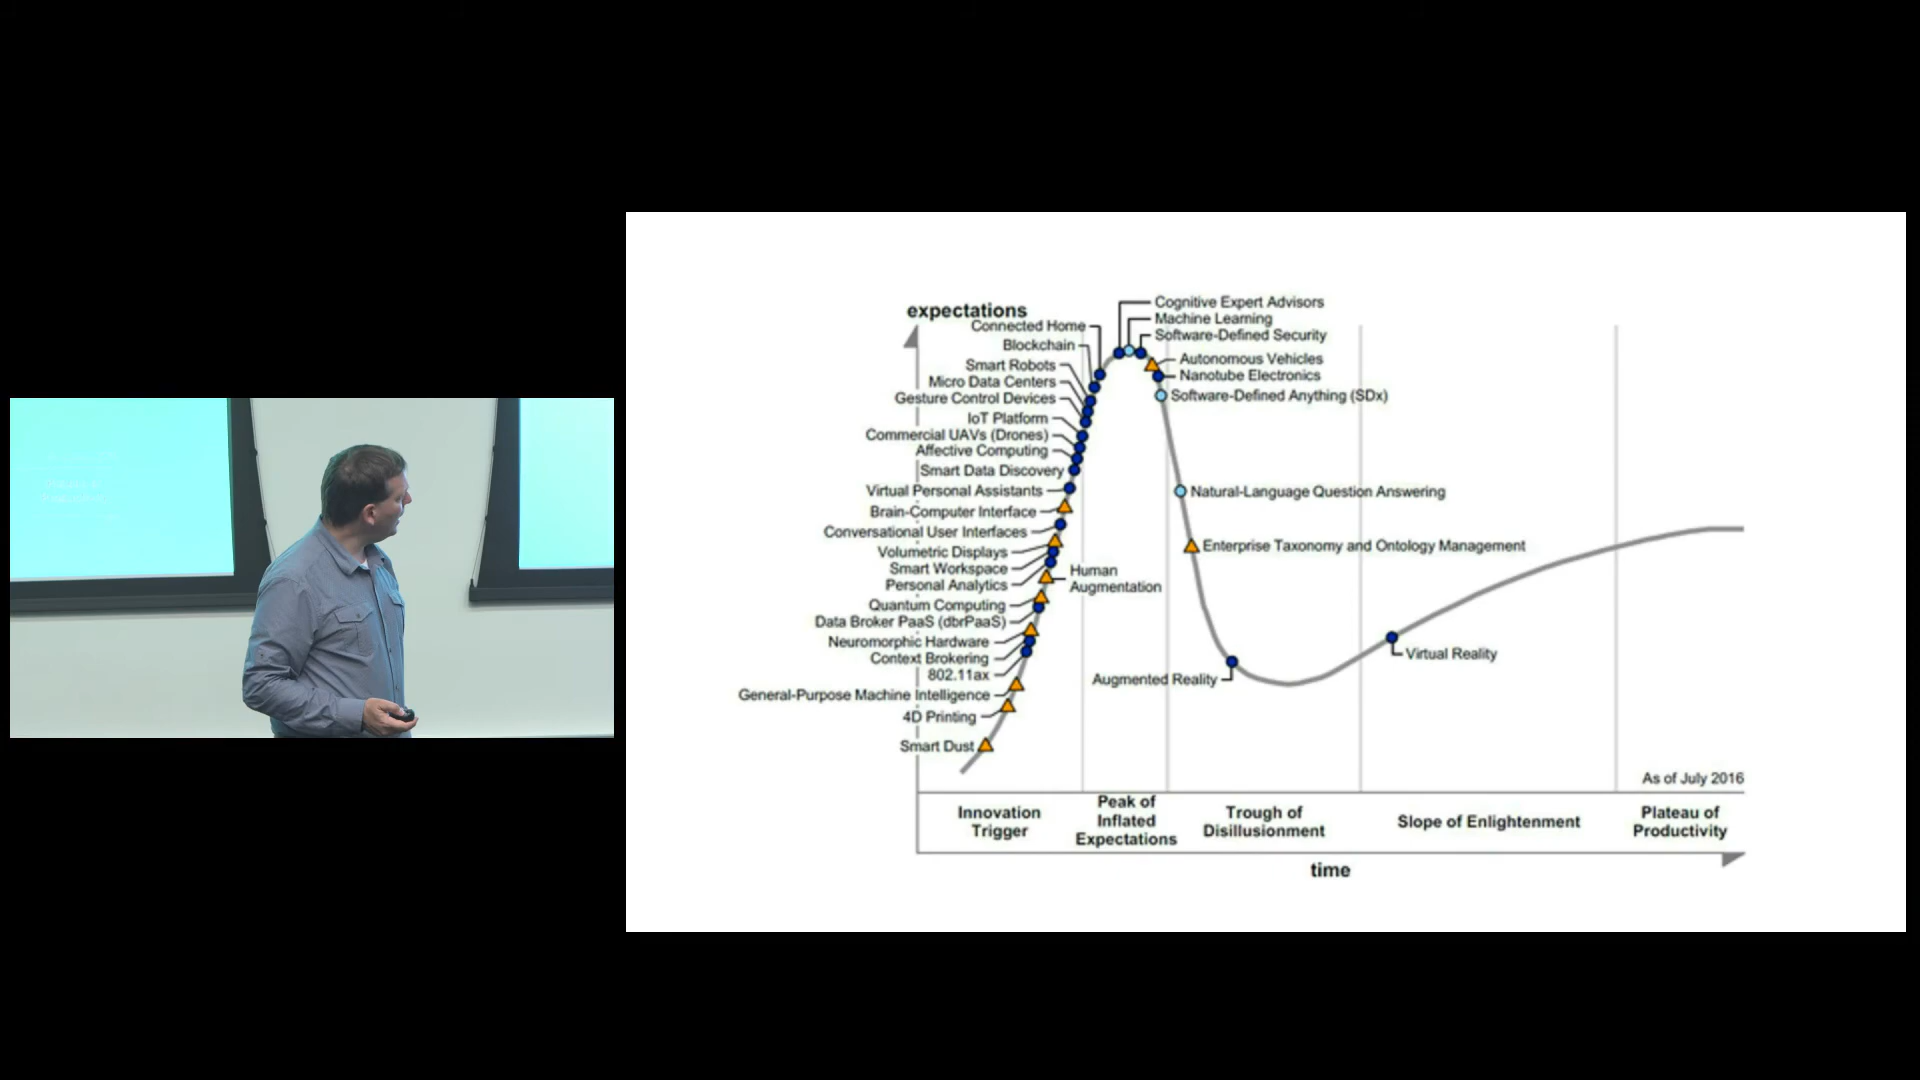 expectations
Connected Home
Blockchain
Smart Robots
Micro Data Centers
Gesture Control Devices
IoT Platform
Commercial UAVs (Drones)
Affective Computing
Smart Data Discovery
Virtual Personal Assistants
Brain-Computer Interface
Conversational User Interfaces
Volumetric Displays
Smart Workspace
Personal Analytics
Human
Augmentation
Quantum Computing
Data Broker PaaS (dbrPaaS)
Neuromorphic Hardware
Context Brokering
802.11ax
General-Purpose Machine Intelligence
4D Printing
Smart Dust
Cognitive Expert Advisors
Machine Learning
Software-Defined Security
Autonomous Vehicles
Nanotube Electronics
Software-Defined Anything (SDx)
Natural-Language Question Answering
Enterprise Taxonomy and Ontology Management
Augmented Reality
Virtual Reality
As of July 2016
Innovation
Trigger
Peak of
Inflated
Expectations
Trough of
Disillusionment
Slope of Enlightenment
Plateau of
Productivity
time